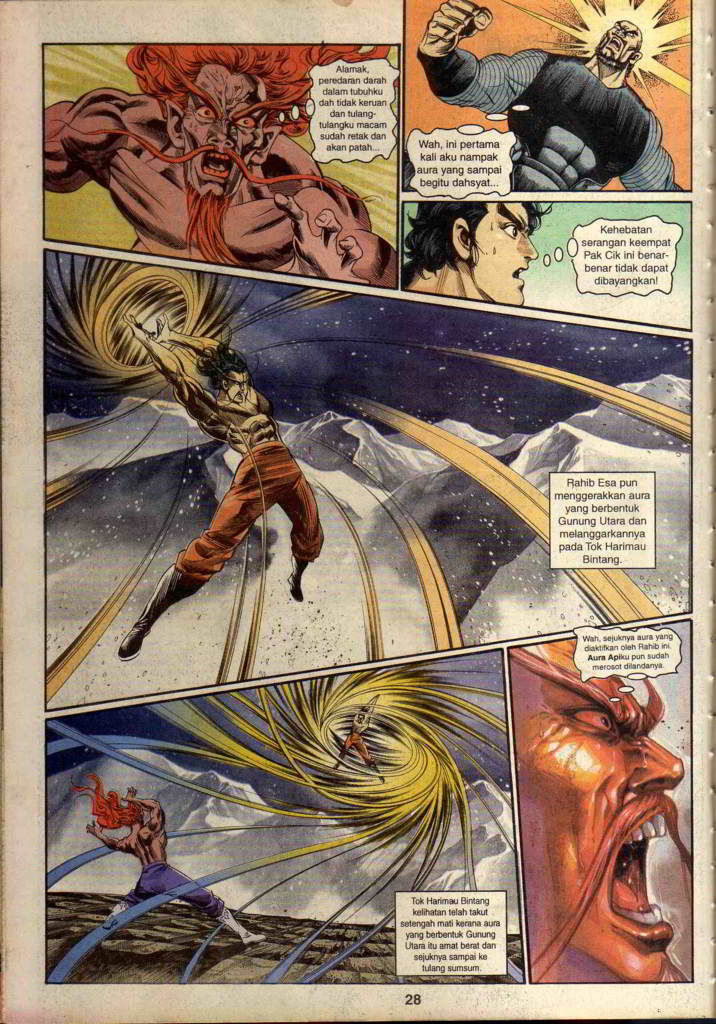 Alamak,
peredaran darah
dalam tubuhku
dah tidak keruan
dan tulang-
tulangku macam
sudah retak dan
akan patah...
Wah, ini pertama
kali aku nampak
aura yang sampai
begitu dahsyat...
Kehebatan
serangan keempat
Pak Cik ini benar-
benar tidak dapat
dibayangkan!
Rahib Esa pun
menggerakkan aura
yang berbentuk
Gunung Utara dan
melanggarkannya
pada Tok Harimau
Bintang.
Wah, sejuknya aura yang
diaktifkan oleh Rahib ini.
Aura Apiku pun sudah
merosot dilandanya.
Tok Harimau Bintang
kelihatan telah takut
setengah mati kerana aura
yang berbentuk Gunung
Utara itu amat berat dan
sejuknya sampai ke
tulang sumsum.
28